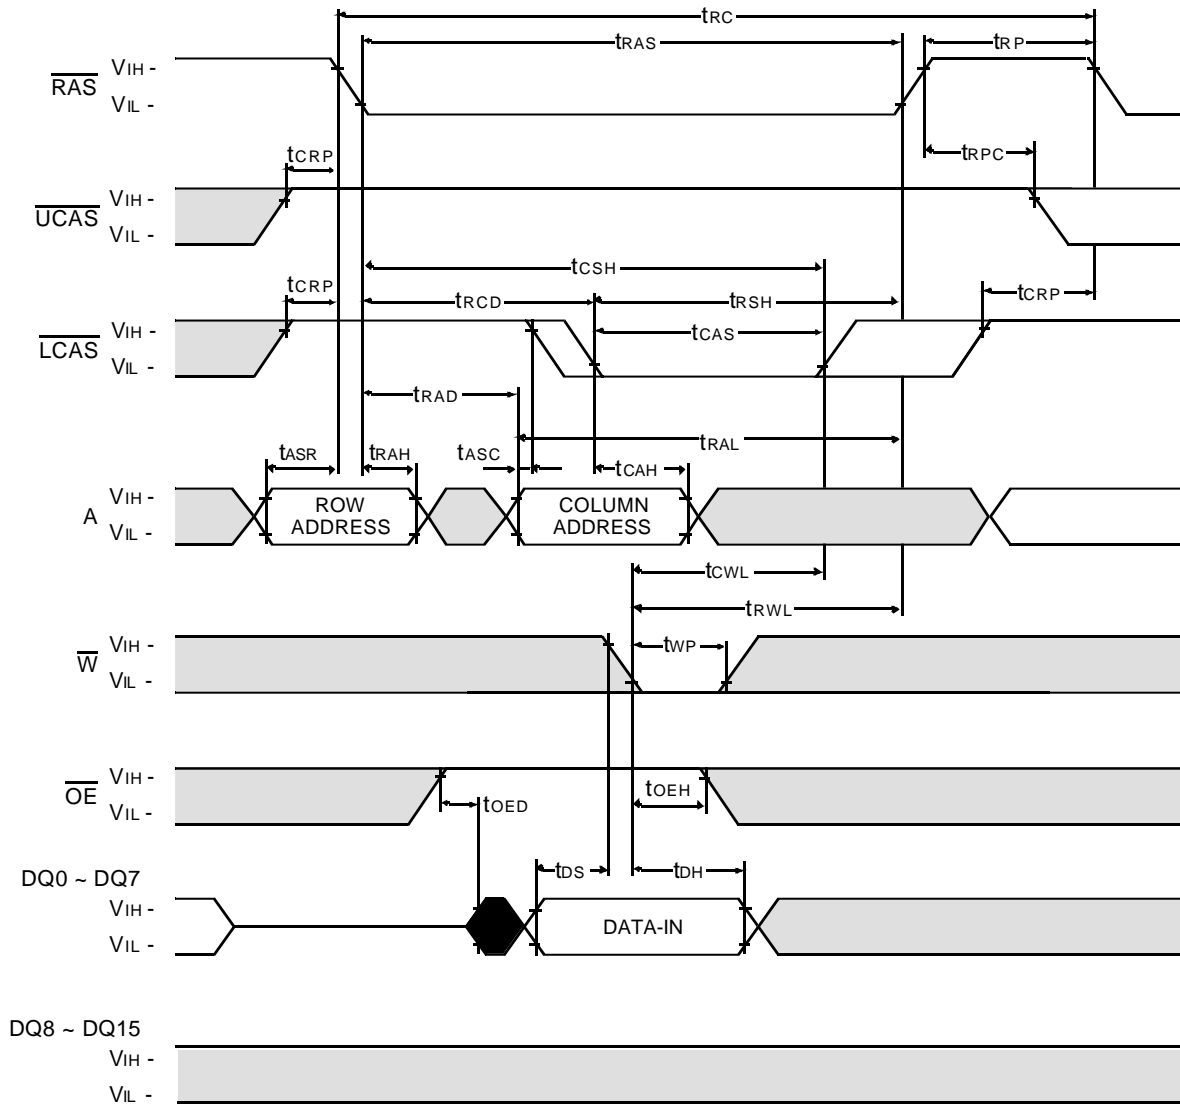 tRC
tRAS
tRP
RAS
VIH -
VIL -
tCRP
tRPC
UCAS
VIH -
VIL -
tCSH
tCRP
tRCD
tRSH
tCRP
LCAS
VIH -
VIL -
tCAS
tRAD
tRAL
tASR
tRAH
tASC
tCAH
A
VIH -
VIL -
ROW
ADDRESS
COLUMN
ADDRESS
tCWL
tRWL
W
VIH -
VIL -
tWP
OE
VIH -
VIL -
tOED
tOEH
tDS
tDH
DQ0 ~ DQ7
VIH -
VIL -
DATA-IN
DQ8 ~ DQ15
VIH -
VIL -